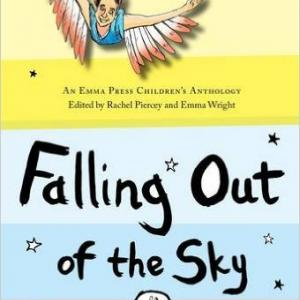 AN EMMA PRESS CHILDREN'S ANTHOLOGY
Edited by Rachel Piercey and Emma Wright
Falling Out
of the Sky